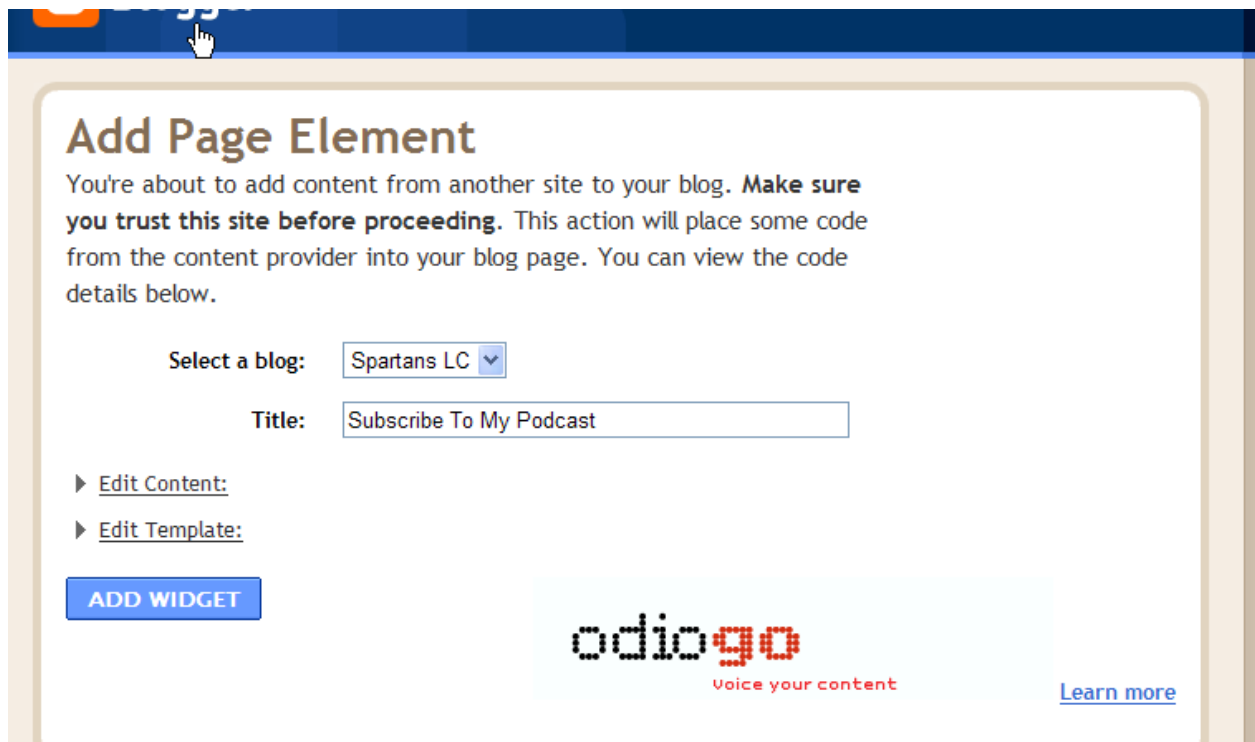 Blogger
Add Page Element
You're about to add content from another site to your blog. Make sure
you trust this site before proceeding. This action will place some code
from the content provider into your blog page. You can view the code
details below.
Select a blog: Spartans LC
Title: Subscribe To My Podcast
Edit Content:
Edit Template:
ADD WIDGET
odiogo
Voice your content
Learn more